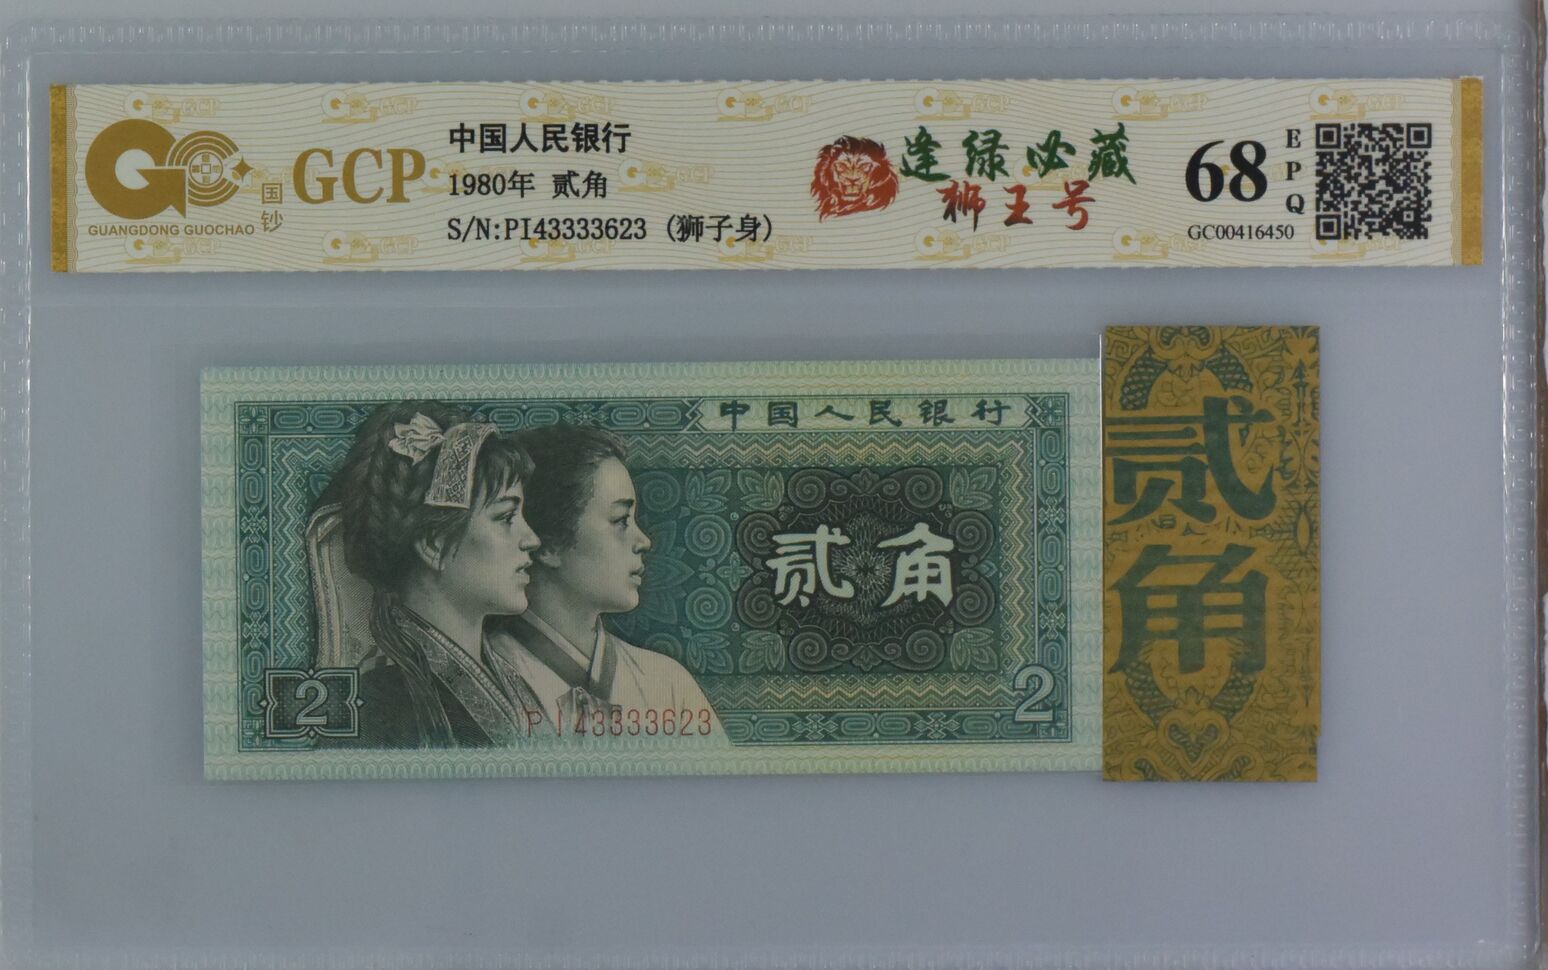 GUANGDONG GUOCHAO
国钞
GCP
中国人民银行
1980年 贰角
S/N:PI43333623 (狮子身)
逢绿必藏
狮王号
68
EPQ
GC00416450
中国人民银行
贰角
2
2
PI43333623
贰角